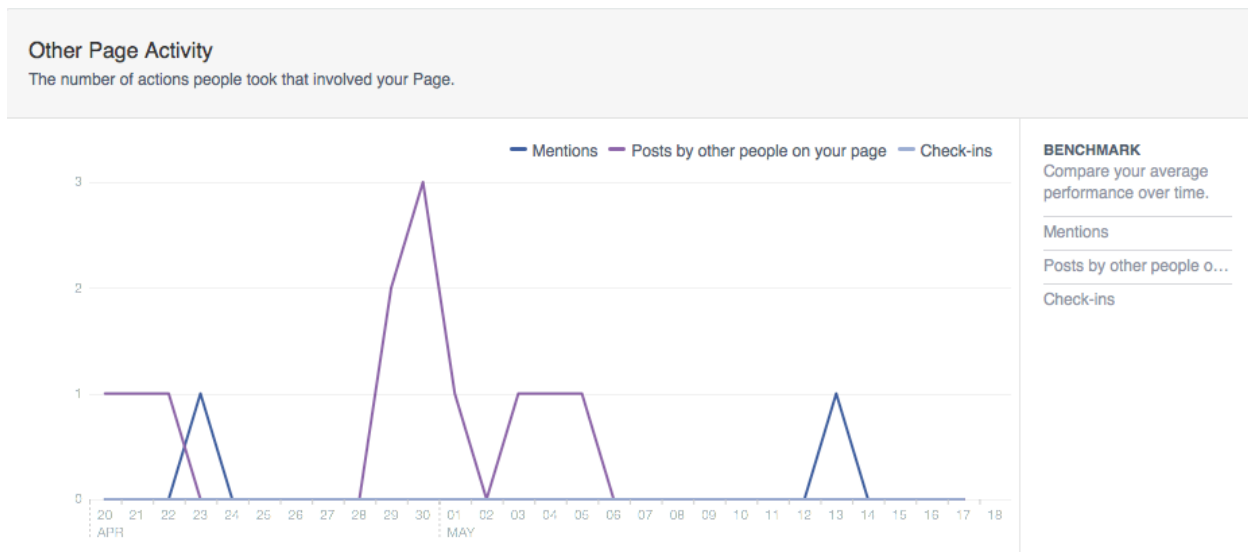 Other Page Activity
The number of actions people took that involved your Page.
Mentions Posts by other people on your page Check-ins
3
2
1
0
20 21 22 23 24 25 26 27 28 29 30 01 02 03 04 05 06 07 08 09 10 11 12 13 14 15 16 17 18
APR MAY
BENCHMARK
Compare your average
performance over time.
Mentions
Posts by other people o...
Check-ins